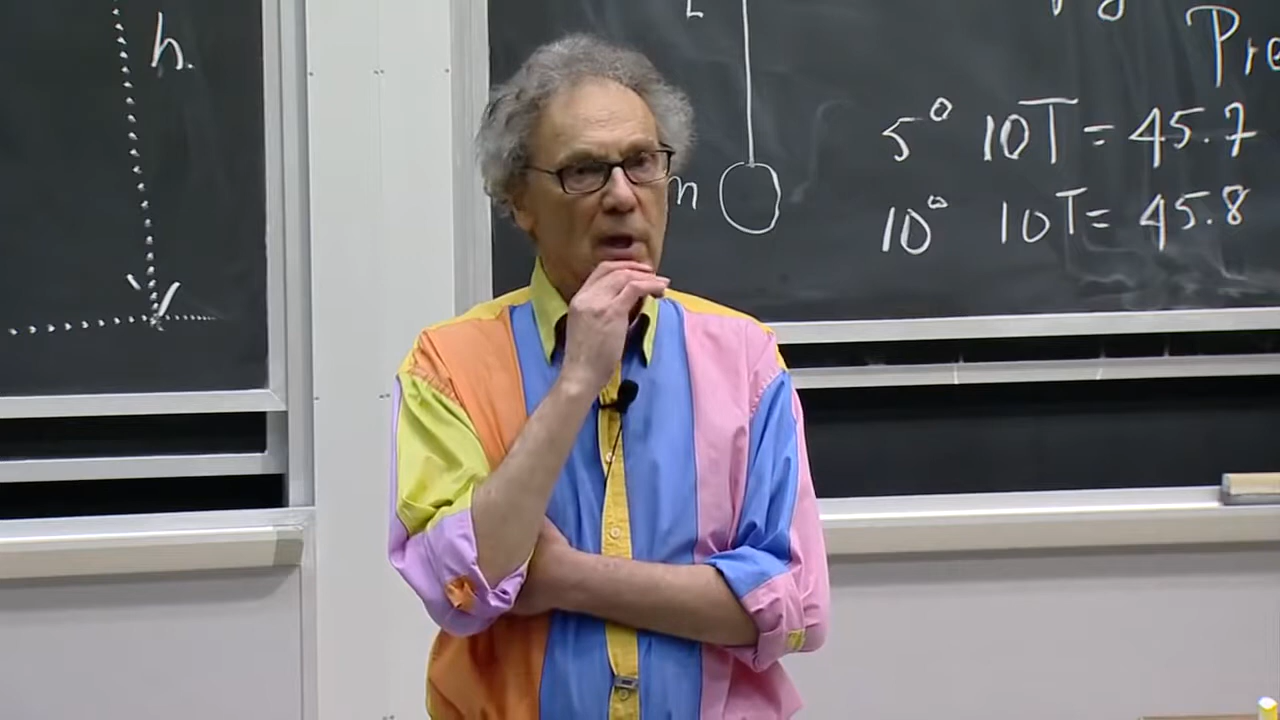 h.
L
m
Pre
5° 10T = 45.7
10° 10T = 45.8